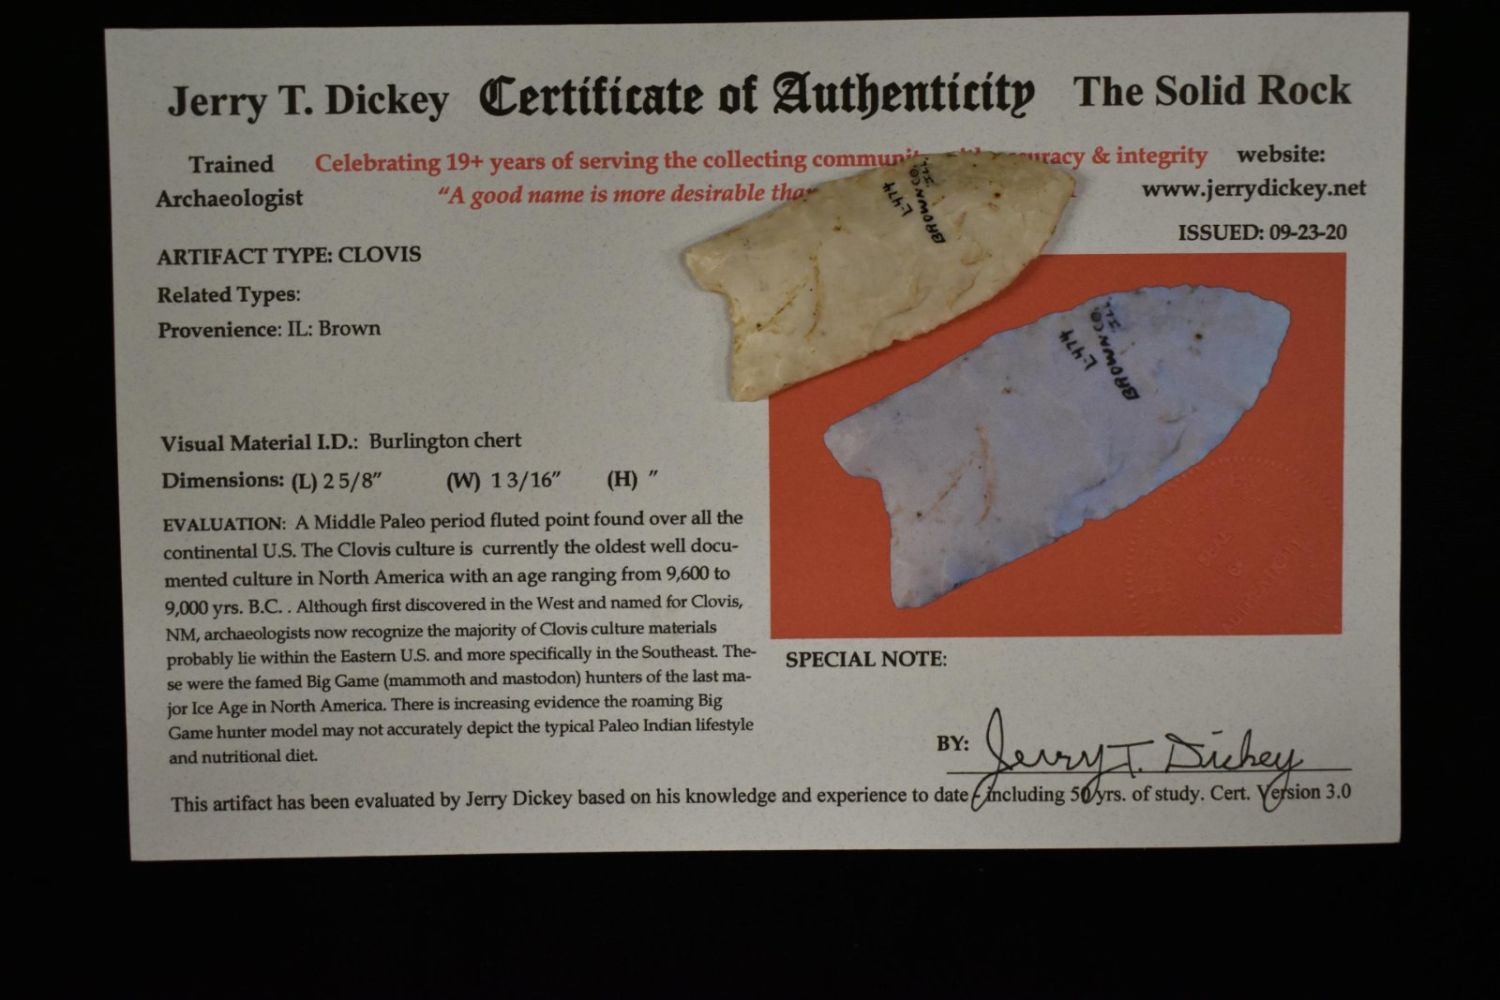 Jerry T. Dickey Certificate of Authenticity The Solid Rock
Trained Archaeologist
Celebrating 19+ years of serving the collecting & integrity
"A good name is more desirable
website:
www.jerrydickey.net
ISSUED: 09-23-20
ARTIFACT TYPE: CLOVIS
Related Types:
Provenience: IL: Brown
L-474
BROWN CO.
ILL.
L-474
BROWN CO.
ILL.
Visual Material I.D.: Burlington chert
Dimensions: (L) 2 5/8" (W) 1 3/16" (H) "
EVALUATION: A Middle Paleo period fluted point found over all the
continental U.S. The Clovis culture is currently the oldest well docu-
mented culture in North America with an age ranging from 9,600 to
9,000 yrs. B.C. . Although first discovered in the West and named for Clovis,
NM, archaeologists now recognize the majority of Clovis culture materials
probably lie within the Eastern U.S. and more specifically in the Southeast. The-
se were the famed Big Game (mammoth and mastodon) hunters of the last ma-
jor Ice Age in North America. There is increasing evidence the roaming Big
Game hunter model may not accurately depict the typical Paleo Indian lifestyle
and nutritional diet.
SPECIAL NOTE:
BY: Jerry T. Dickey
This artifact has been evaluated by Jerry Dickey based on his knowledge and experience to date - including 50 yrs. of study. Cert. Version 3.0